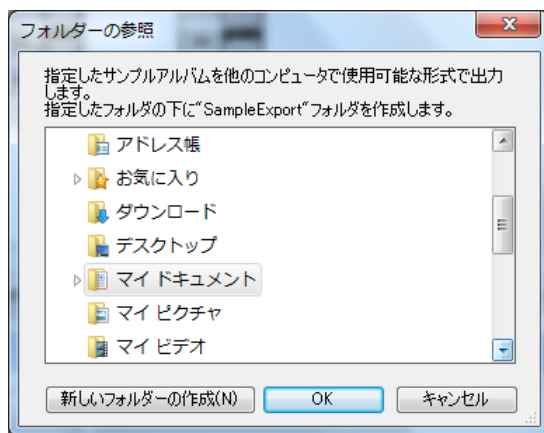 フォルダーの参照
指定したサンプルアルバムを他のコンピュータで使用可能な形式で出力
します。
指定したフォルダの下に"SampleExport"フォルダを作成します。
アドレス帳
お気に入り
ダウンロード
デスクトップ
マイ ドキュメント
マイ ピクチャ
マイ ビデオ
新しいフォルダーの作成(N) OK キャンセル